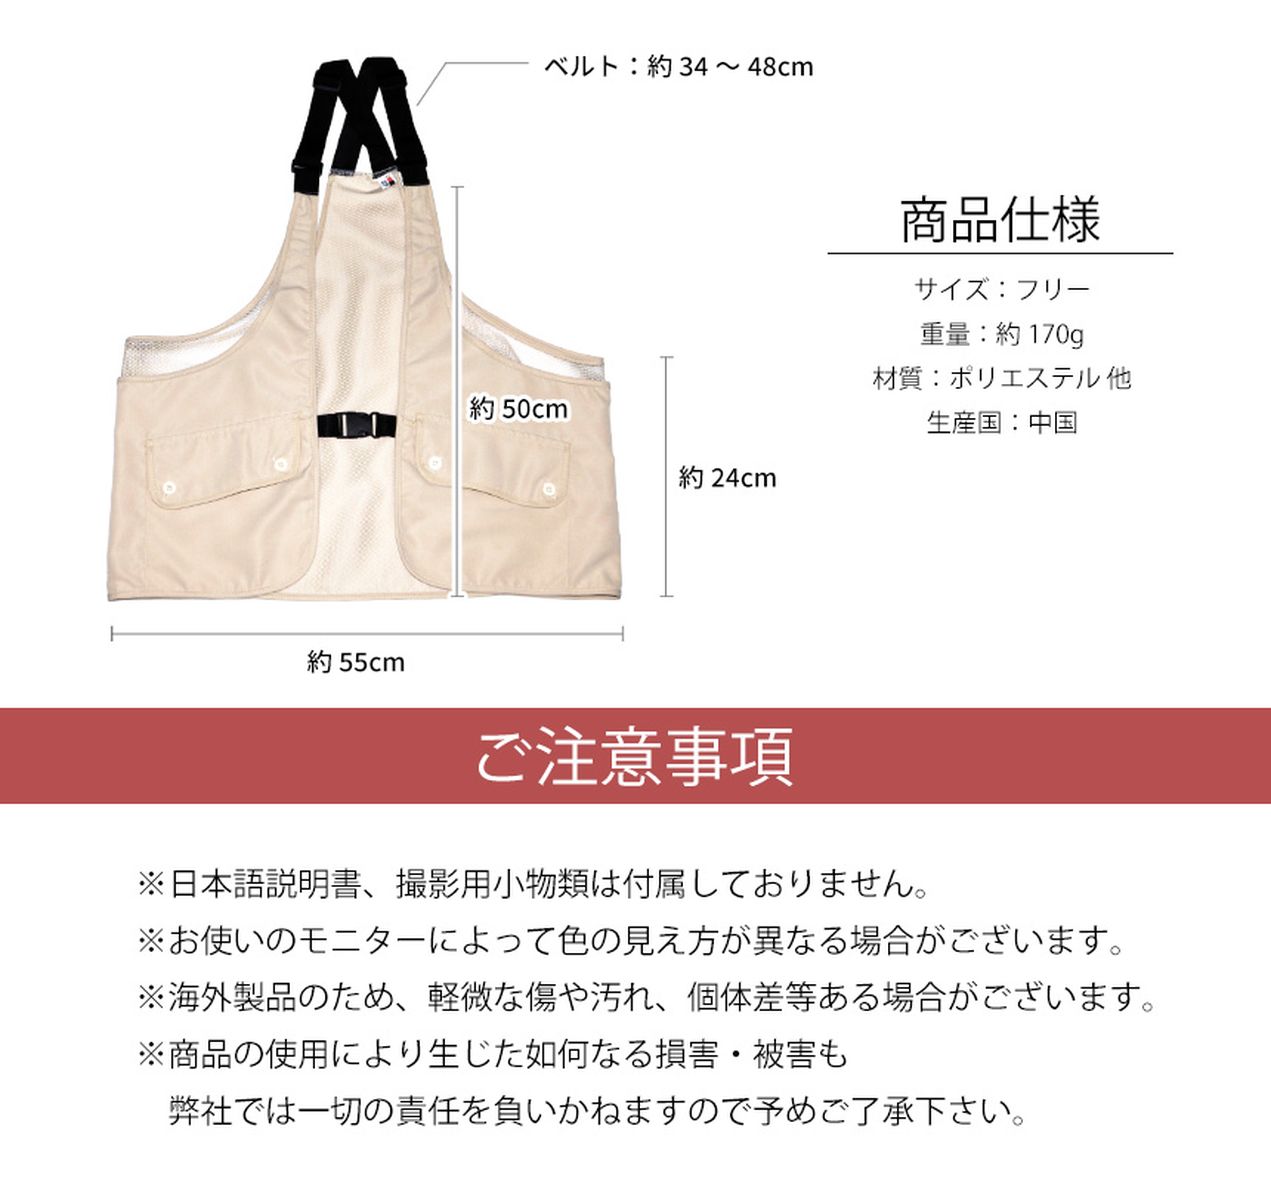 ベルト：約 34 ～ 48cm
商品仕様
サイズ：フリー
重量：約 170g
材質：ポリエステル 他
生産国：中国
約 50cm
約 24cm
約 55cm
ご注意事項
※日本語説明書、撮影用小物類は付属しておりません。
※お使いのモニターによって色の見え方が異なる場合がございます。
※海外製品のため、軽微な傷や汚れ、個体差等ある場合がございます。
※商品の使用により生じた如何なる損害・被害も
弊社では一切の責任を負いかねますので予めご了承下さい。